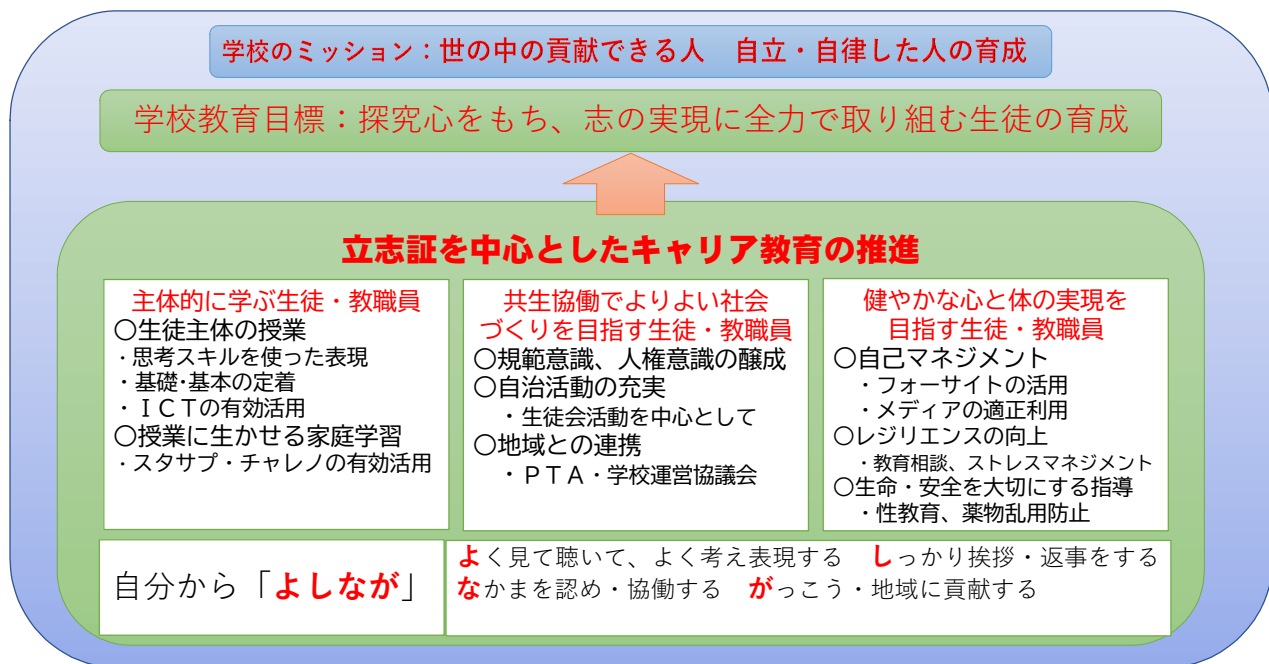 学校のミッション：世の中の貢献できる人　自立・自律した人の育成
学校教育目標：探究心をもち、志の実現に全力で取り組む生徒の育成
立志証を中心としたキャリア教育の推進
主体的に学ぶ生徒・教職員
〇生徒主体の授業
・思考スキルを使った表現
・基礎･基本の定着
・ＩＣＴの有効活用
〇授業に生かせる家庭学習
・スタサプ・チャレノの有効活用
共生協働でよりよい社会
づくりを目指す生徒・教職員
〇規範意識、人権意識の醸成
〇自治活動の充実
・生徒会活動を中心として
〇地域との連携
・ＰＴＡ・学校運営協議会
健やかな心と体の実現を
目指す生徒・教職員
〇自己マネジメント
・フォーサイトの活用
・メディアの適正利用
〇レジリエンスの向上
・教育相談、ストレスマネジメント
〇生命・安全を大切にする指導
・性教育、薬物乱用防止
自分から「よしなが」
よく見て聴いて、よく考え表現する　しっかり挨拶・返事をする
なかまを認め・協働する　がっこう・地域に貢献する